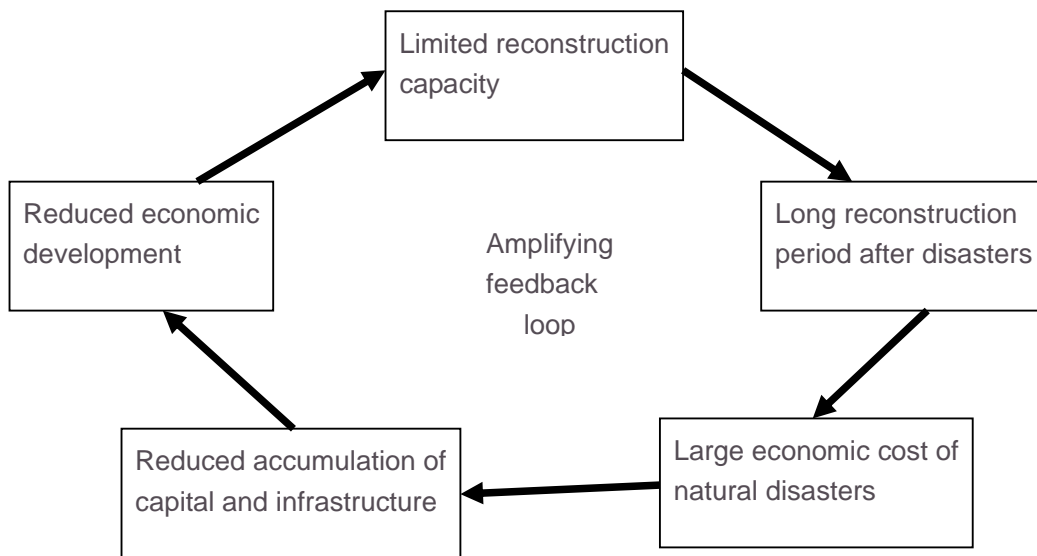 Limited reconstruction
capacity
Reduced economic
development
Long reconstruction
period after disasters
Amplifying
feedback
loop
Reduced accumulation of
capital and infrastructure
Large economic cost of
natural disasters